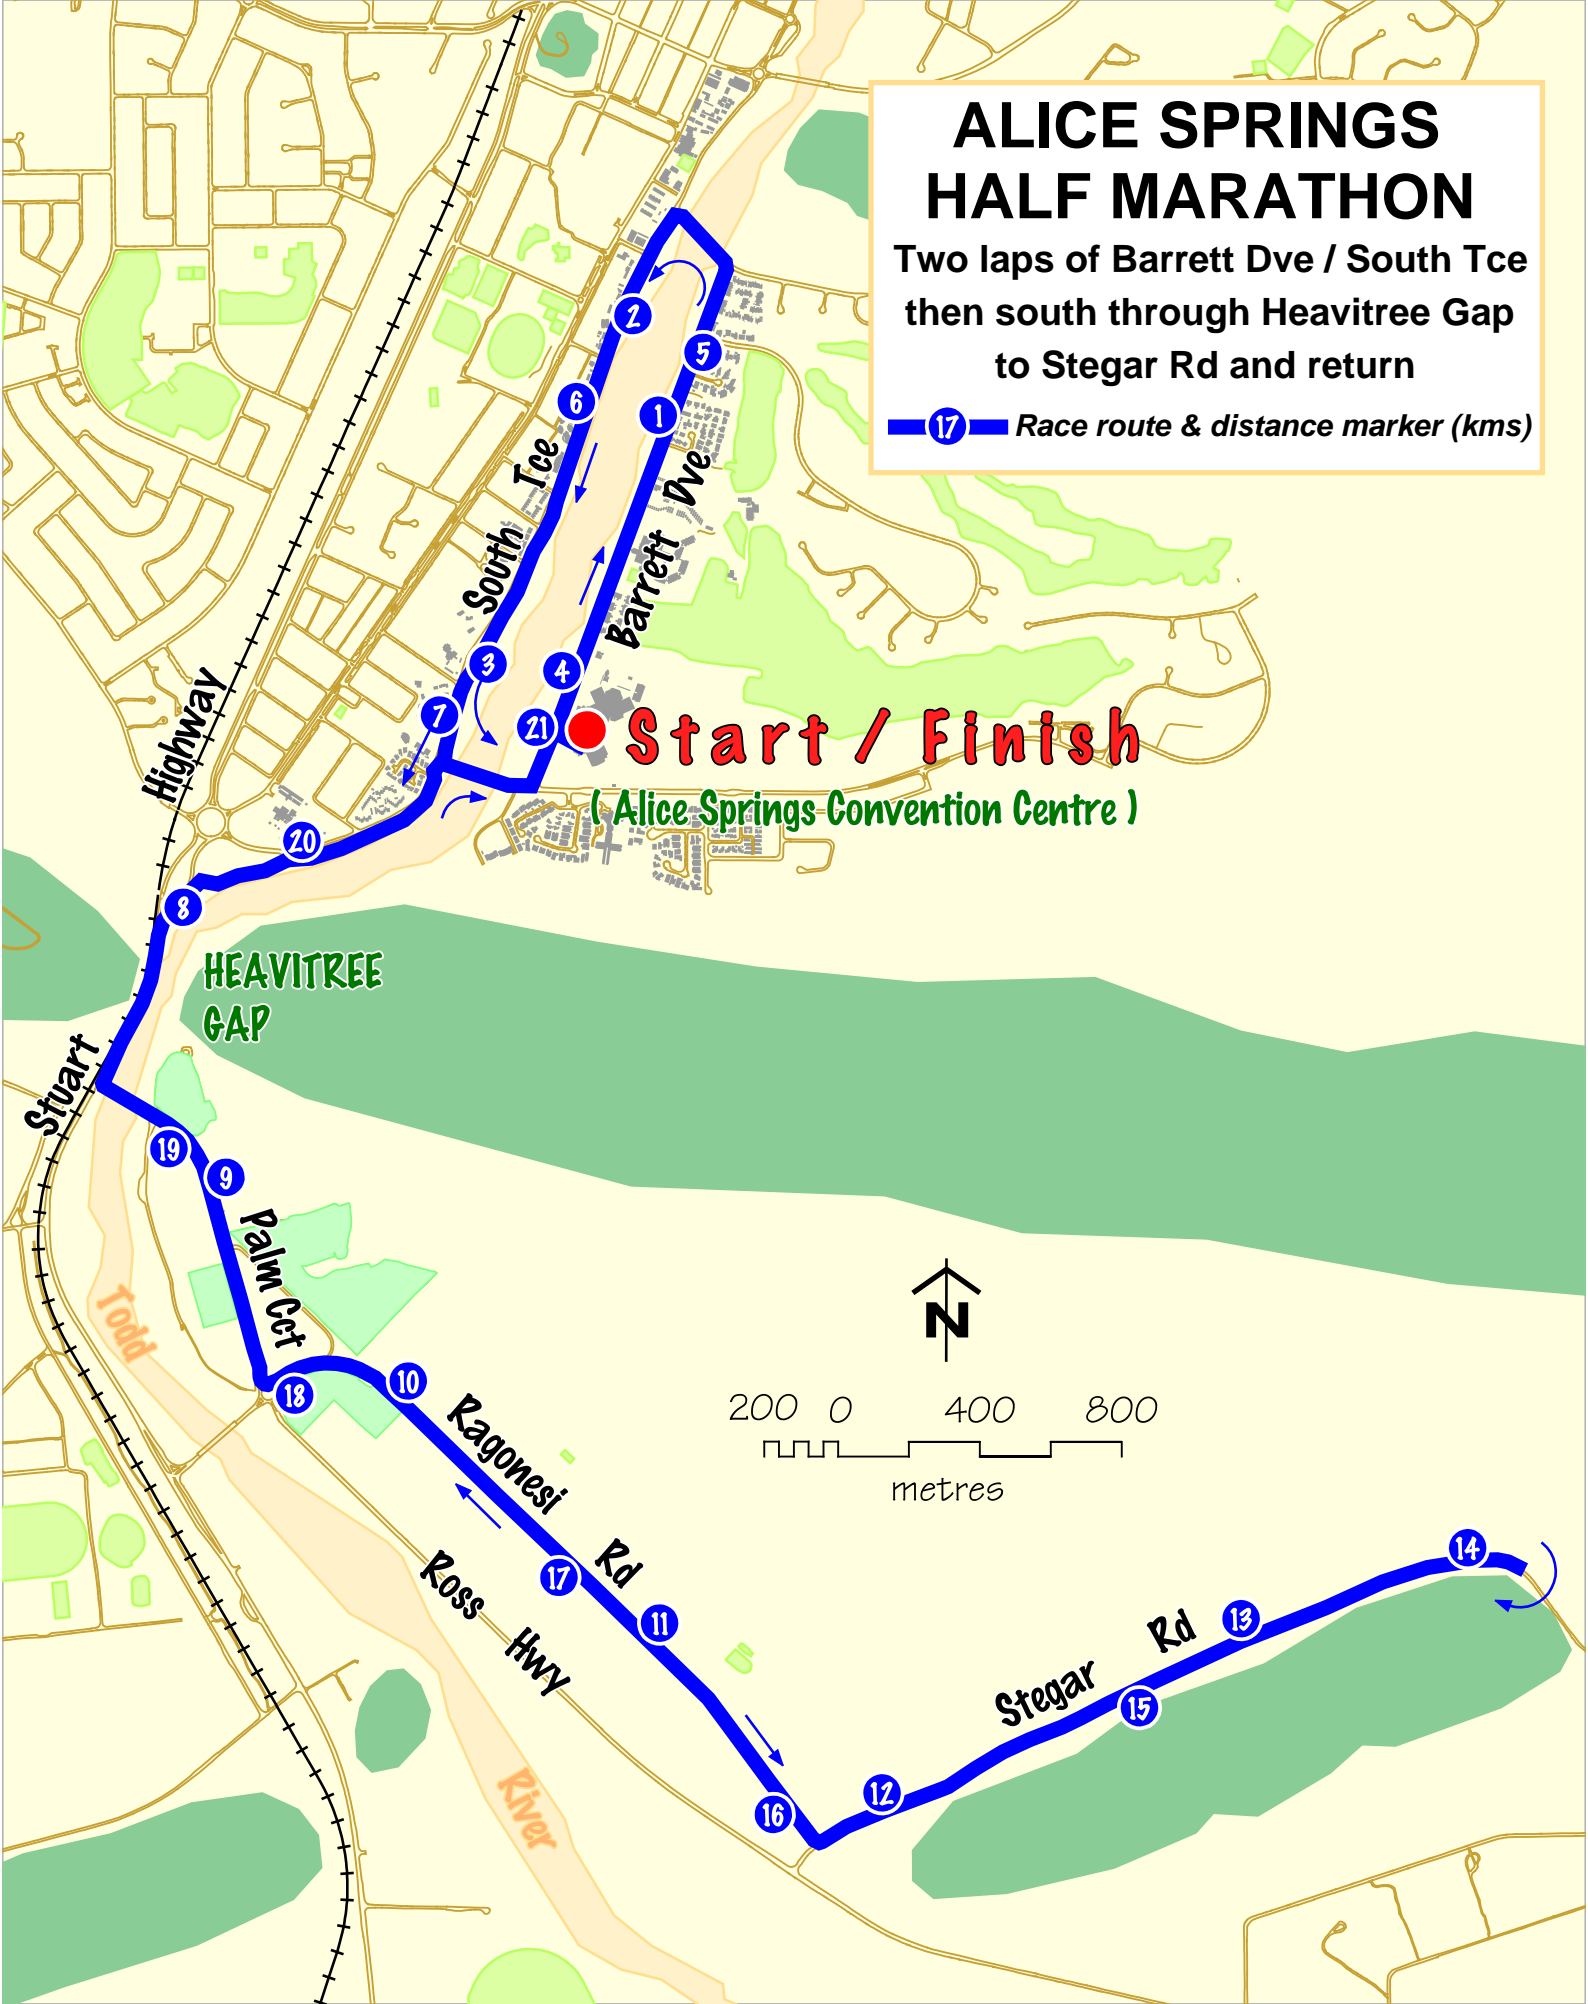 ALICE SPRINGS
HALF MARATHON
Two laps of Barrett Dve / South Tce
then south through Heavitree Gap
to Stegar Rd and return
17 Race route & distance marker (kms)
2
5
6
1
South Tce
Barrett Dve
3
4
7
21
Start / Finish
( Alice Springs Convention Centre )
Stuart Highway
20
8
HEAVITREE
GAP
19
9
Palm Cct
Todd River
18
10
Ragonesi Rd
N
200 0 400 800
metres
Ross Hwy
17
11
14
13
Stegar Rd
15
12
16